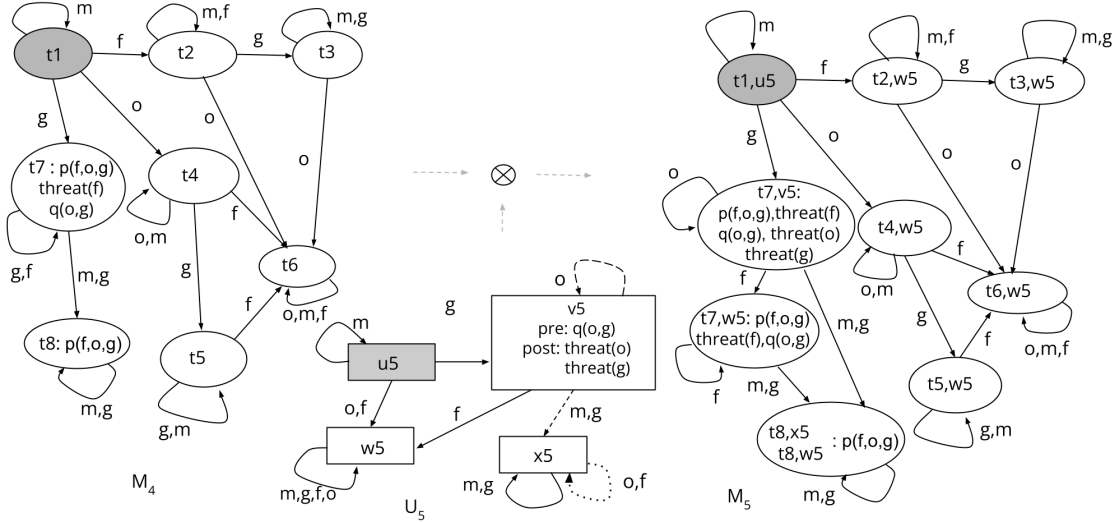 m
t1
f
m,f
t2
g
m,g
t3
o
g
o
o
t7 : p(f,o,g)
threat(f)
q(o,g)
t4
f
o,m
g,f
m,g
g
t6
f
o,m,f
t8: p(f,o,g)
m,g
t5
g,m
M4
g
m
u5
o
v5
pre: q(o,g)
post: threat(o)
threat(g)
o,f
f
m,g
w5
m,g,f,o
x5
m,g
o,f
U5
m
t1,u5
f
m,f
t2,w5
g
m,g
t3,w5
g
o
o
o
o
t7,v5:
p(f,o,g),threat(f)
q(o,g), threat(o)
threat(g)
t4,w5
f
o,m
t6,w5
f
m,g
g
f
o,m,f
t7,w5: p(f,o,g)
threat(f),q(o,g)
f
m,g
t5,w5
g,m
t8,x5
t8,w5
: p(f,o,g)
m,g
M5